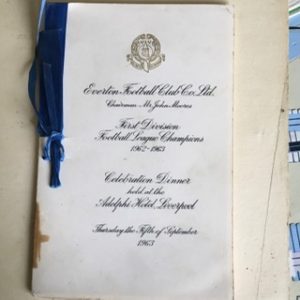 Everton Football Club Co. Ltd.
Chairman - Mr John Moores
First Division
Football League Champions
1962-1963
Celebration Dinner
held at the
Adelphi Hotel, Liverpool
Thursday the Fifth of September
1963